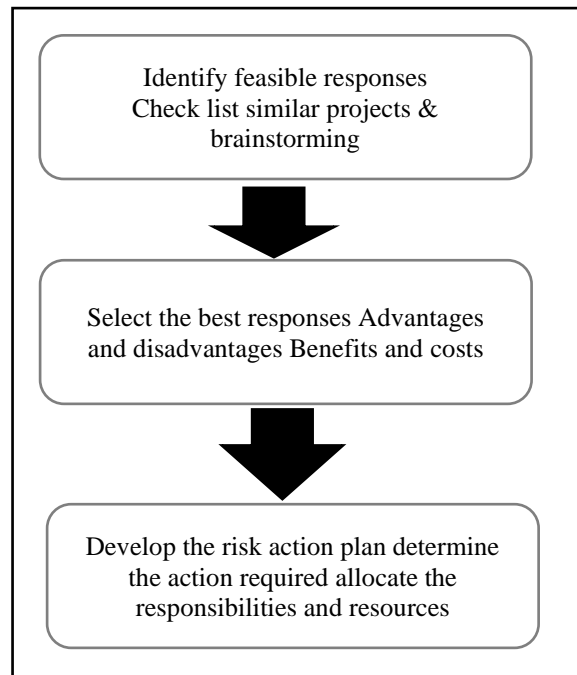 Identify feasible responses
Check list similar projects &
brainstorming
Select the best responses Advantages
and disadvantages Benefits and costs
Develop the risk action plan determine
the action required allocate the
responsibilities and resources